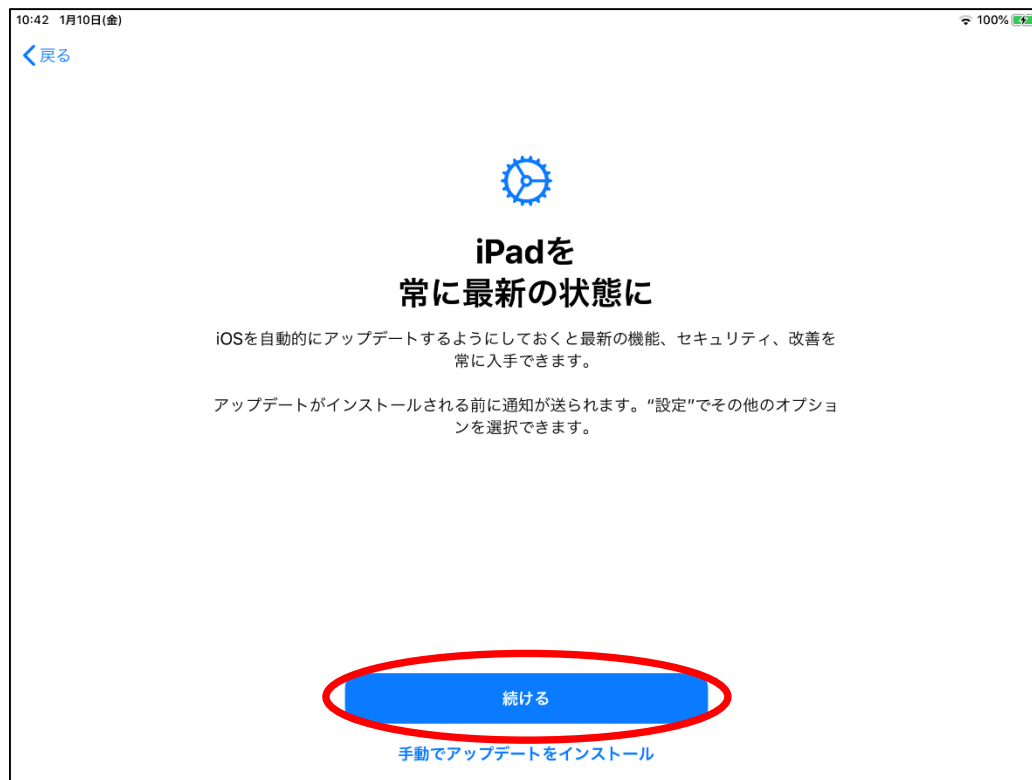 10:42 1月10日(金) 100%
戻る
iPadを
常に最新の状態に
iOSを自動的にアップデートするようにしておくと最新の機能、セキュリティ、改善を
常に入手できます。
アップデートがインストールされる前に通知が送られます。“設定”でその他のオプショ
ンを選択できます。
続ける
手動でアップデートをインストール